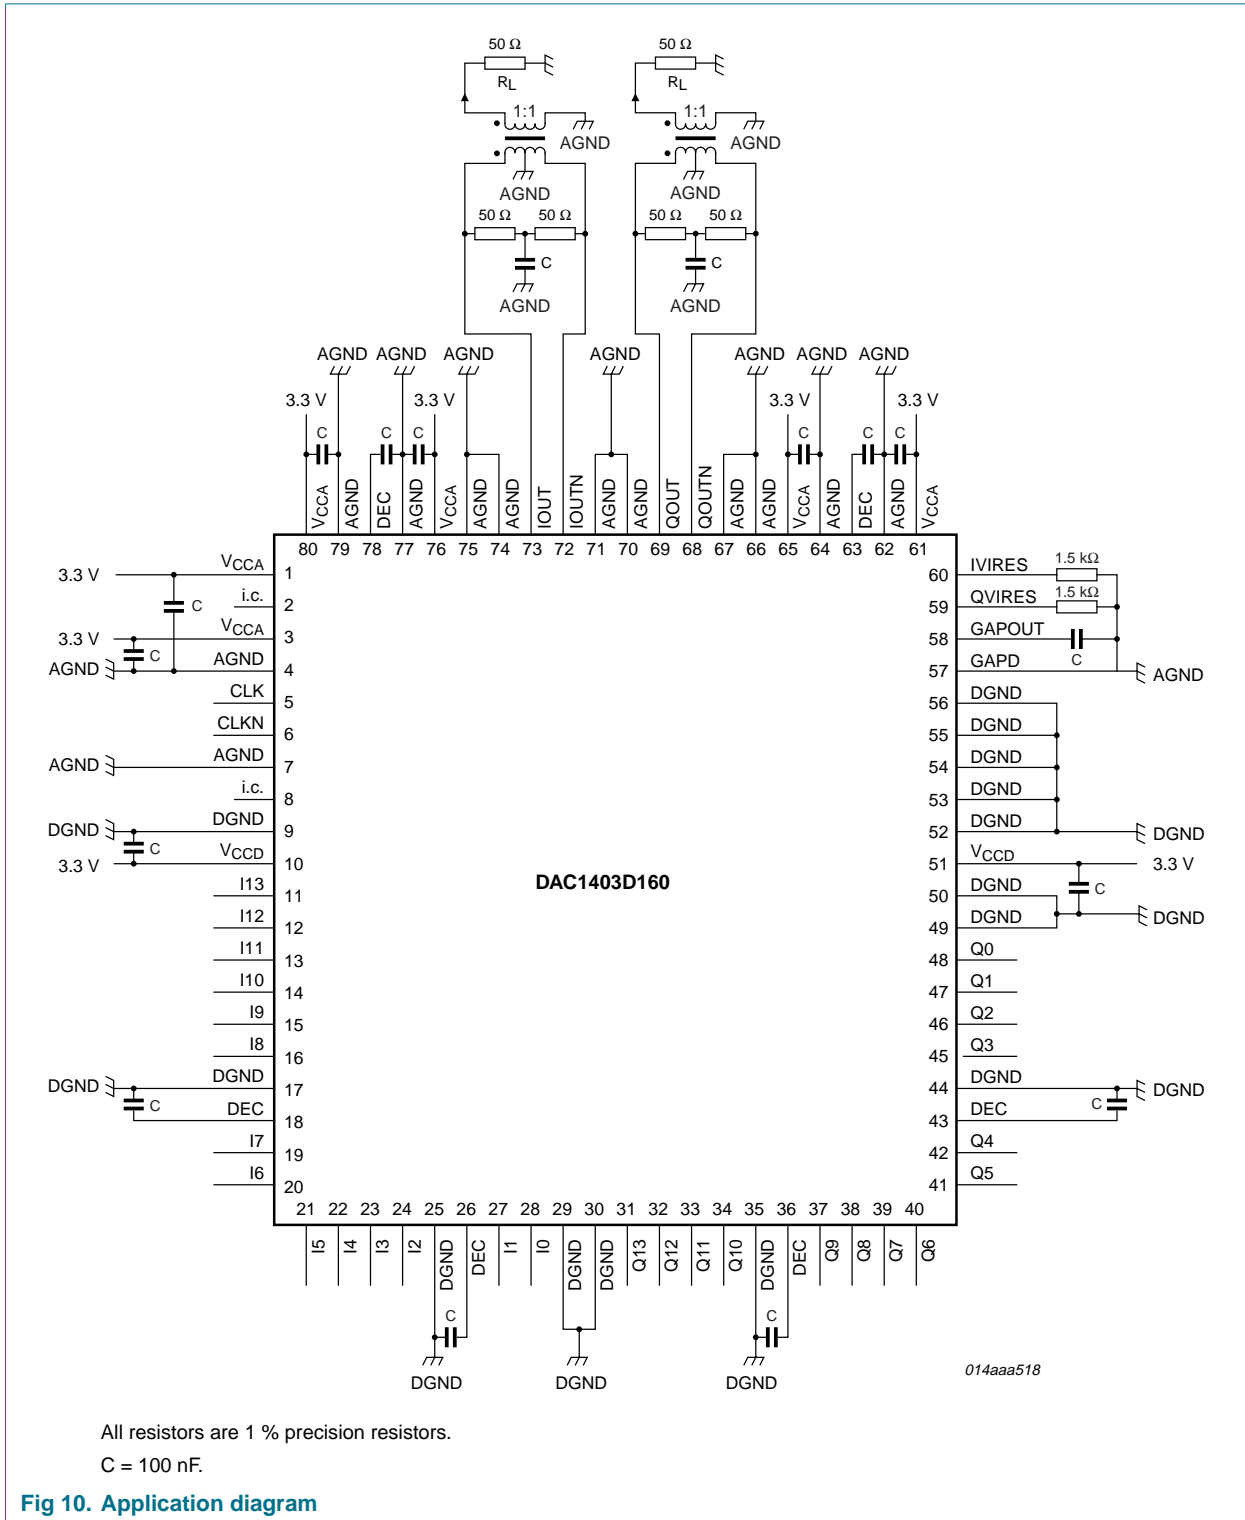 50 Ω 50 Ω
RL RL
1:1 1:1
AGND AGND
AGND AGND
50 Ω 50 Ω 50 Ω 50 Ω
C C
AGND AGND
AGND AGND AGND AGND AGND AGND AGND
3.3 V 3.3 V 3.3 V 3.3 V
C C C C C C
VCCA AGND DEC AGND VCCA AGND AGND IOUT IOUTN AGND AGND QOUT QOUTN AGND AGND VCCA AGND DEC AGND VCCA
80 79 78 77 76 75 74 73 72 71 70 69 68 67 66 65 64 63 62 61
3.3 V VCCA 1
C
i.c. 2
3.3 V VCCA 3
C
AGND AGND 4
CLK 5
CLKN 6
AGND AGND 7
i.c. 8
DGND DGND 9
C
3.3 V VCCD 10
I13 11
I12 12
I11 13
I10 14
I9 15
I8 16
DGND DGND 17
C
DEC 18
I7 19
I6 20
DAC1403D160
60 IVIRES 1.5 kΩ
59 QVIRES 1.5 kΩ
58 GAPOUT
C
57 GAPD AGND
56 DGND
55 DGND
54 DGND
53 DGND
52 DGND DGND
51 VCCD 3.3 V
C
50 DGND
49 DGND DGND
48 Q0
47 Q1
46 Q2
45 Q3
44 DGND DGND
C
43 DEC
42 Q4
41 Q5
21 22 23 24 25 26 27 28 29 30 31 32 33 34 35 36 37 38 39 40
I5 I4 I3 I2 DGND DEC I1 I0 DGND DGND Q13 Q12 Q11 Q10 DGND DEC Q9 Q8 Q7 Q6
C C
DGND DGND DGND
014aaa518
All resistors are 1 % precision resistors.
C = 100 nF.
Fig 10. Application diagram